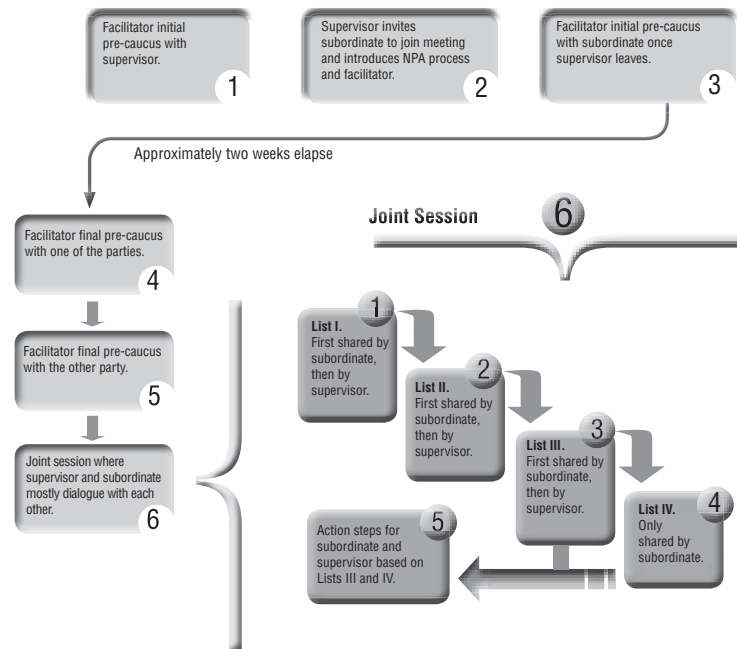 Facilitator initial
pre-caucus with
supervisor.
1
Supervisor invites
subordinate to join meeting
and introduces NPA process
and facilitator.
2
Facilitator initial pre-caucus
with subordinate once
supervisor leaves.
3
Approximately two weeks elapse
Facilitator final pre-caucus
with one of the parties.
4
Facilitator final pre-caucus
with the other party.
5
Joint session where
supervisor and subordinate
mostly dialogue with each
other.
6
Joint Session
6
1
List I.
First shared by
subordinate,
then by
supervisor.
2
List II.
First shared by
subordinate,
then by
supervisor.
3
List III.
First shared by
subordinate,
then by
supervisor.
4
List IV.
Only
shared by
subordinate.
5
Action steps for
subordinate and
supervisor based on
Lists III and IV.